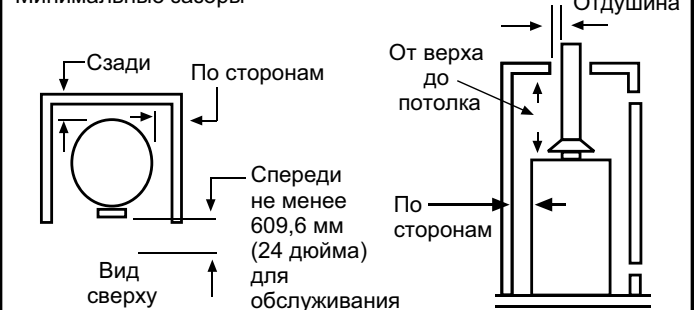 Минимальные зазоры
Отдушина
Сзади
По сторонам
От верха
до
потолка
Спереди
не менее
609,6 мм
(24 дюйма)
для
обслуживания
По
сторонам
Вид
сверху